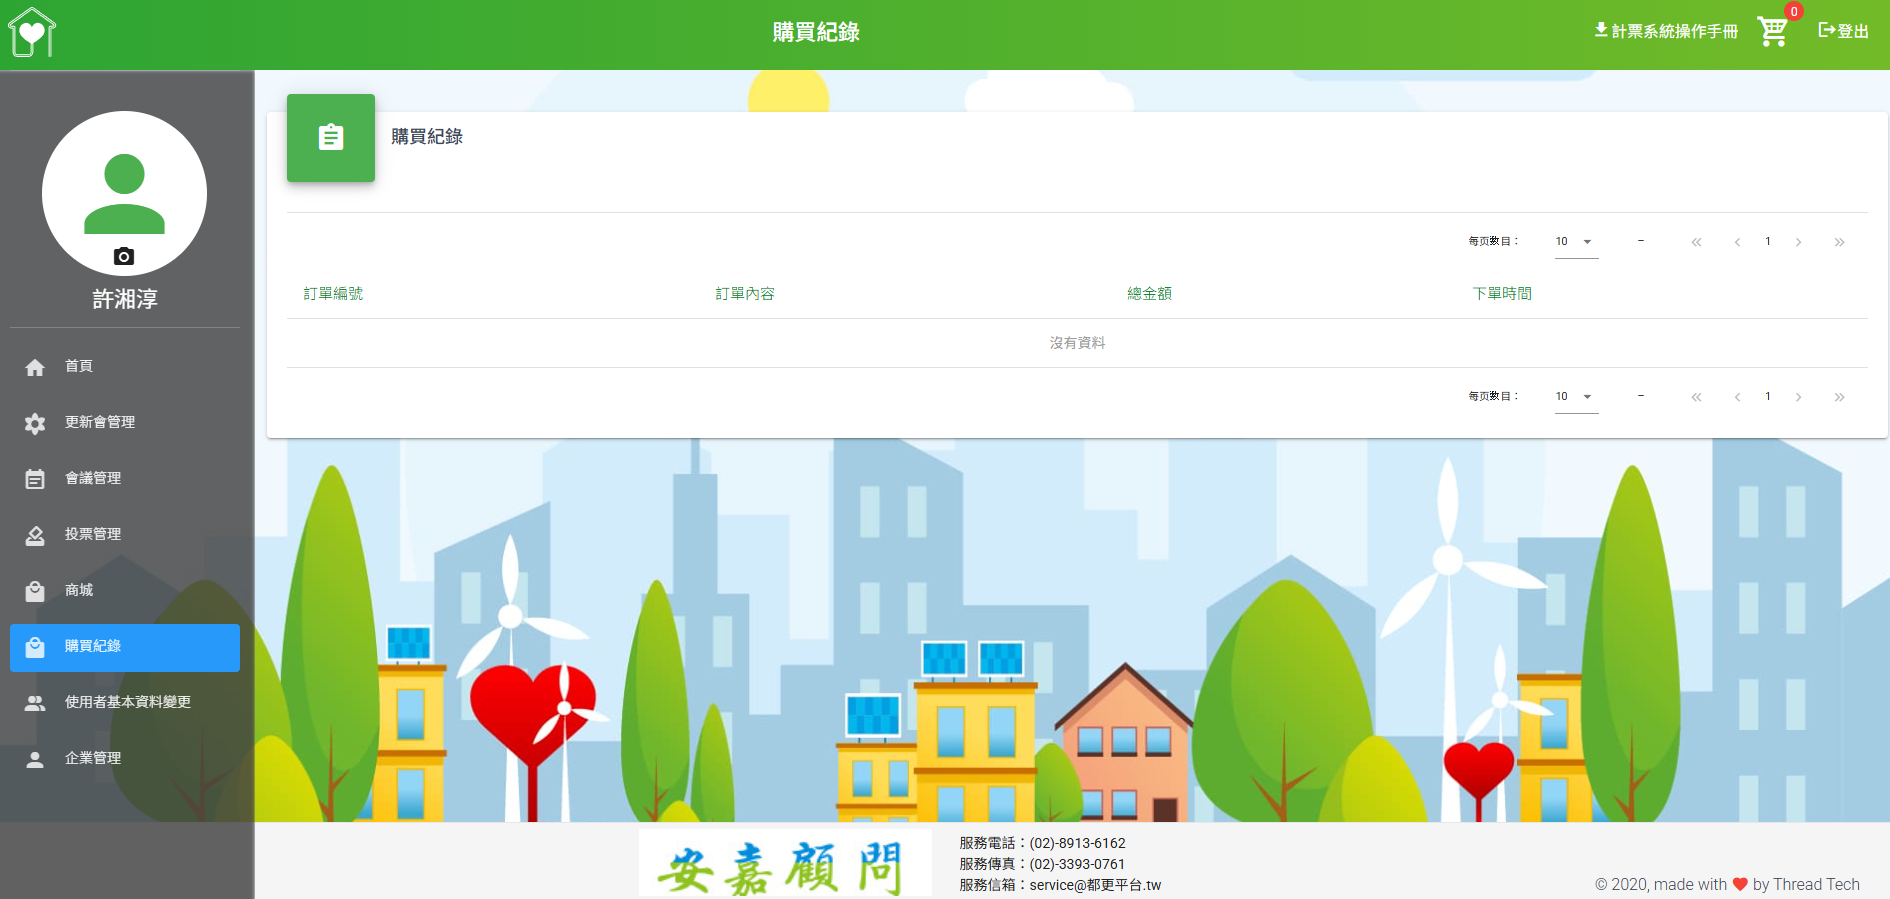 購買紀錄
計票系統操作手冊
0
登出
許湘淳
首頁
更新會管理
會議管理
投票管理
商城
購買紀錄
使用者基本資料變更
企業管理
購買紀錄
每页數目：
10
–
1
訂單編號 訂單內容 總金額 下單時間
沒有資料
每页數目：
10
–
1
安嘉顧問
服務電話：(02)-8913-6162
服務傳真：(02)-3393-0761
服務信箱：service@都更平台.tw
© 2020, made with ❤ by Thread Tech